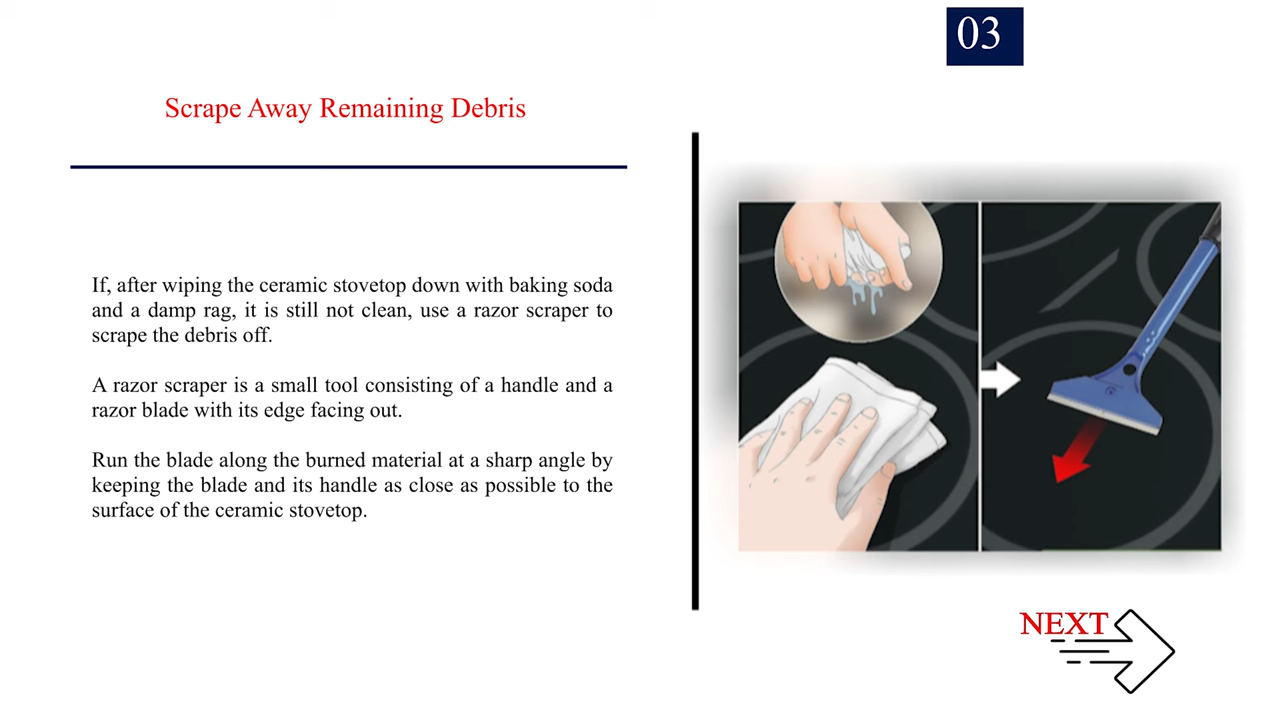 03
Scrape Away Remaining Debris
If, after wiping the ceramic stovetop down with baking soda
and a damp rag, it is still not clean, use a razor scraper to
scrape the debris off.
A razor scraper is a small tool consisting of a handle and a
razor blade with its edge facing out.
Run the blade along the burned material at a sharp angle by
keeping the blade and its handle as close as possible to the
surface of the ceramic stovetop.
NEXT